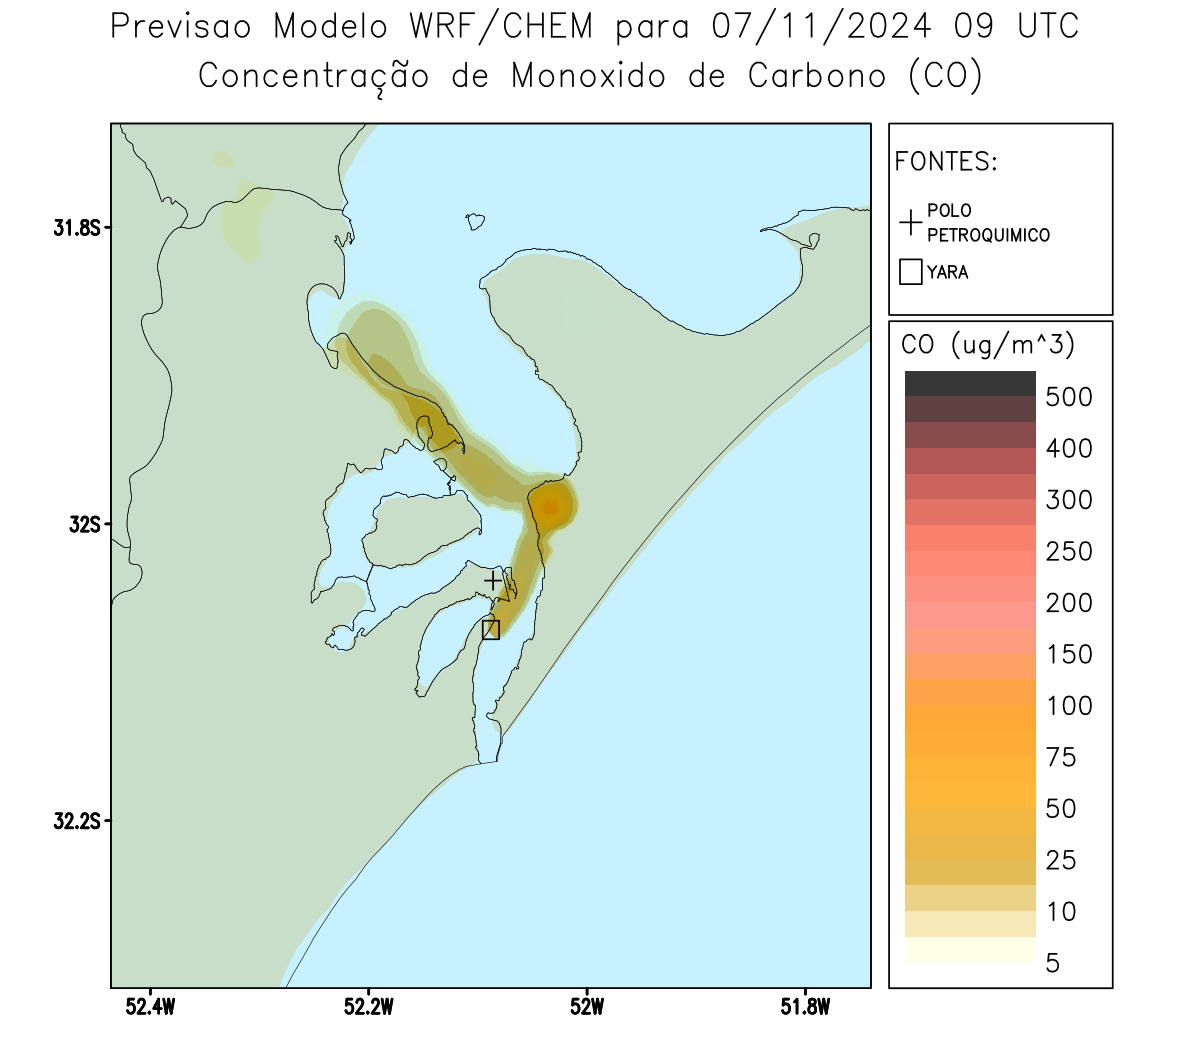 Previsao Modelo WRF/CHEM para 07/11/2024 09 UTC
Concentração de Monoxido de Carbono (CO)
FONTES:
POLO
PETROQUIMICO
YARA
CO (ug/m^3)
500
400
300
250
200
150
100
75
50
25
10
5
31.8S
32S
32.2S
52.4W
52.2W
52W
51.8W